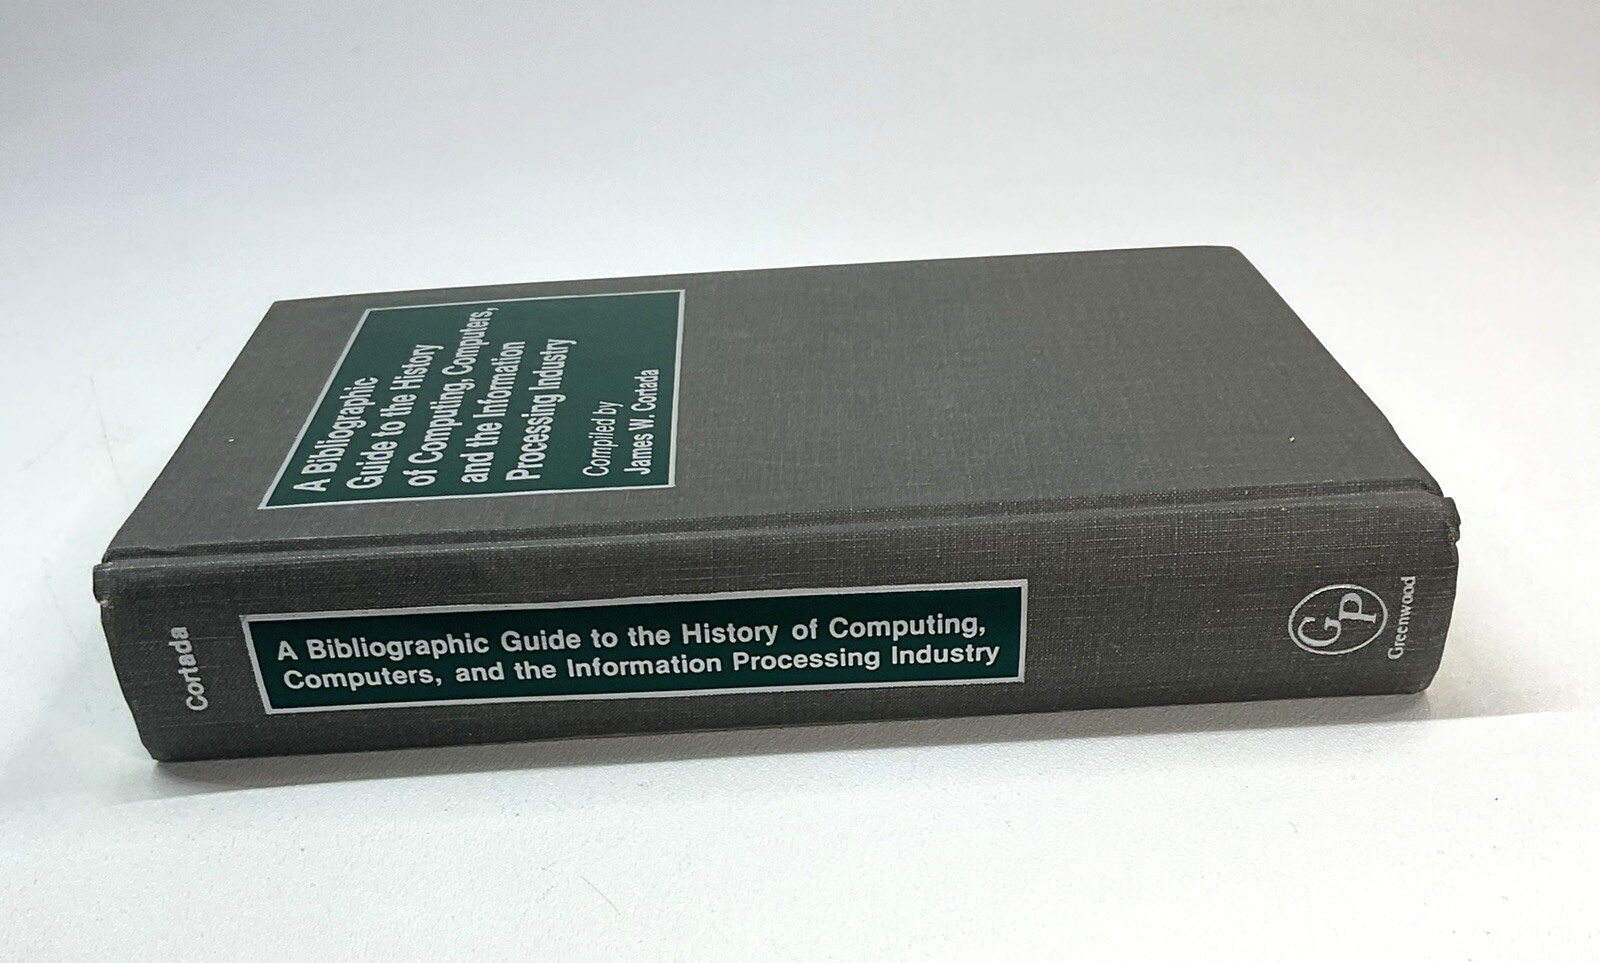 A Bibliographic
Guide to the History
of Computing, Computers,
and the Information
Processing Industry
Compiled by
James W. Cortada
Cortada
A Bibliographic Guide to the History of Computing,
Computers, and the Information Processing Industry
GP
Greenwood